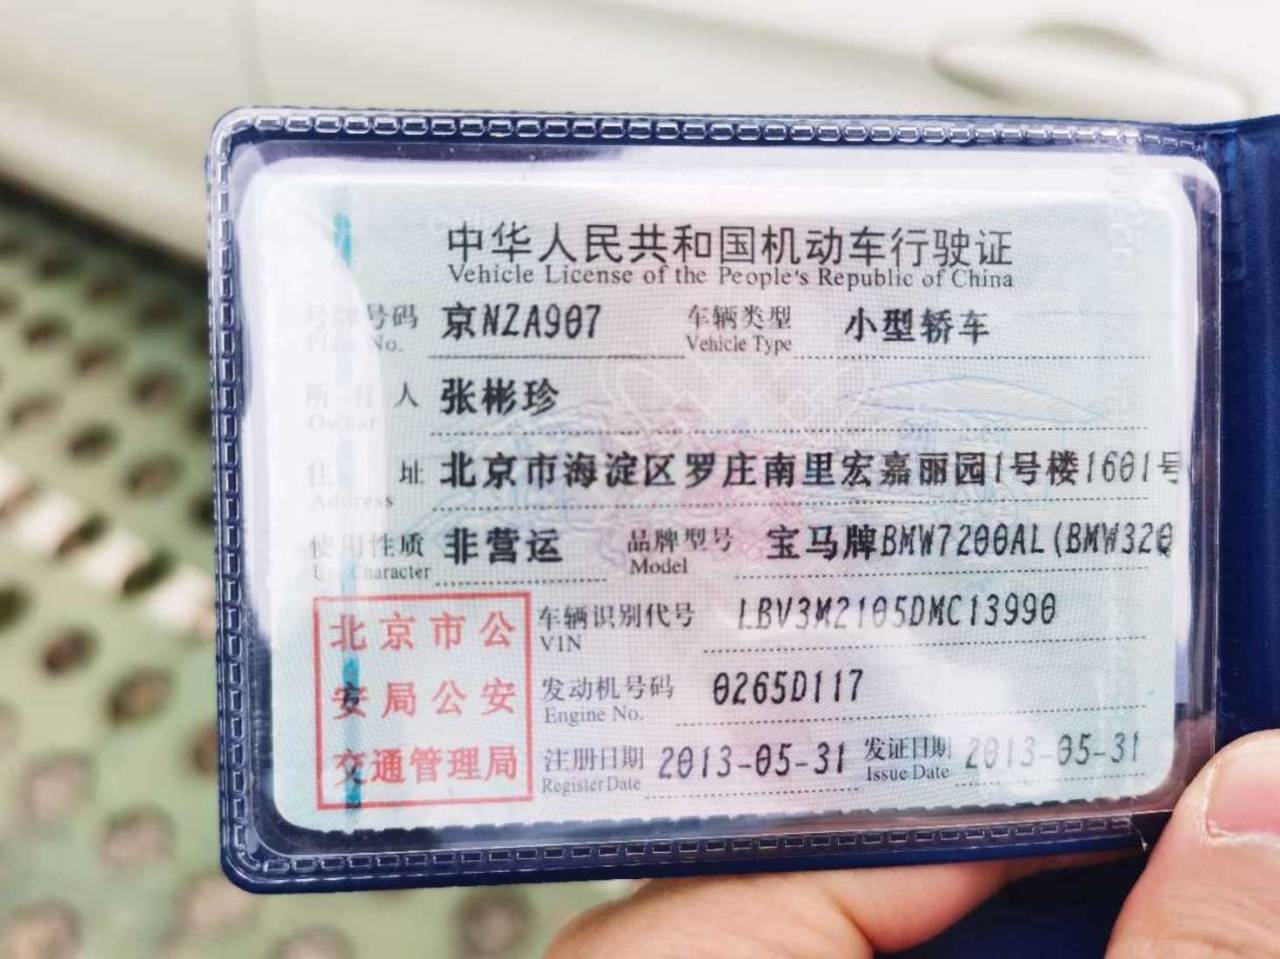 中华人民共和国机动车行驶证
Vehicle License of the People's Republic of China
号牌号码 京NZA907 车辆类型 小型轿车
Plate No. Vehicle Type
所有人 张彬珍
Owner
住址 北京市海淀区罗庄南里宏嘉丽园1号楼1601号
Address
使用性质 非营运 品牌型号 宝马牌BMW7200AL(BMW320
Use Character Model
北京市公
安局公安
交通管理局
车辆识别代号 LBV3M2105DMC13990
VIN
发动机号码 0265D117
Engine No.
注册日期 2013-05-31 发证日期 2013-05-31
Register Date Issue Date